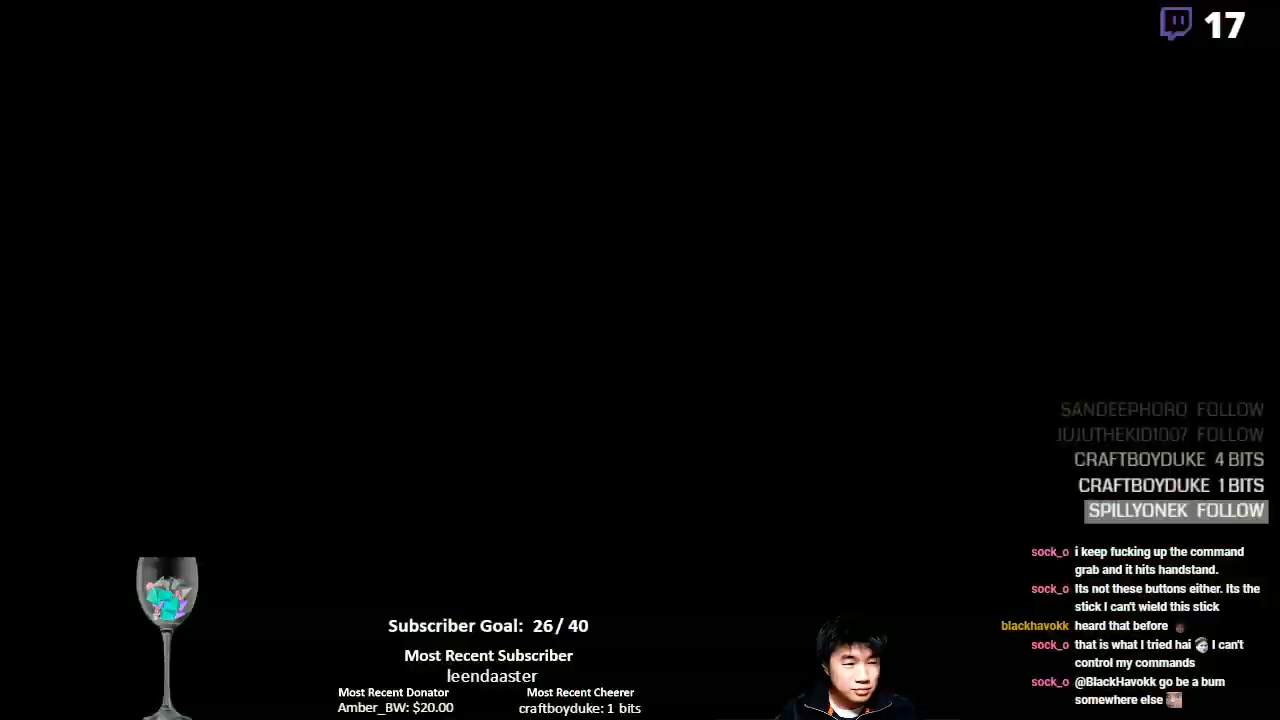 17
SANDEEPHORO FOLLOW
JUJUTHEKID1007 FOLLOW
CRAFTBOYDUKE 4 BITS
CRAFTBOYDUKE 1 BITS
SPILLYONEK FOLLOW
sock_o i keep fucking up the command
grab and it hits handstand.
sock_o Its not these buttons either. Its the
stick I can't wield this stick
blackhavokk heard that before
sock_o that is what I tried hai I can't
control my commands
sock_o @BlackHavokk go be a bum
somewhere else
Subscriber Goal: 26 / 40
Most Recent Subscriber
leendaaster
Most Recent Donator
Amber_BW: $20.00
Most Recent Cheerer
craftboyduke: 1 bits